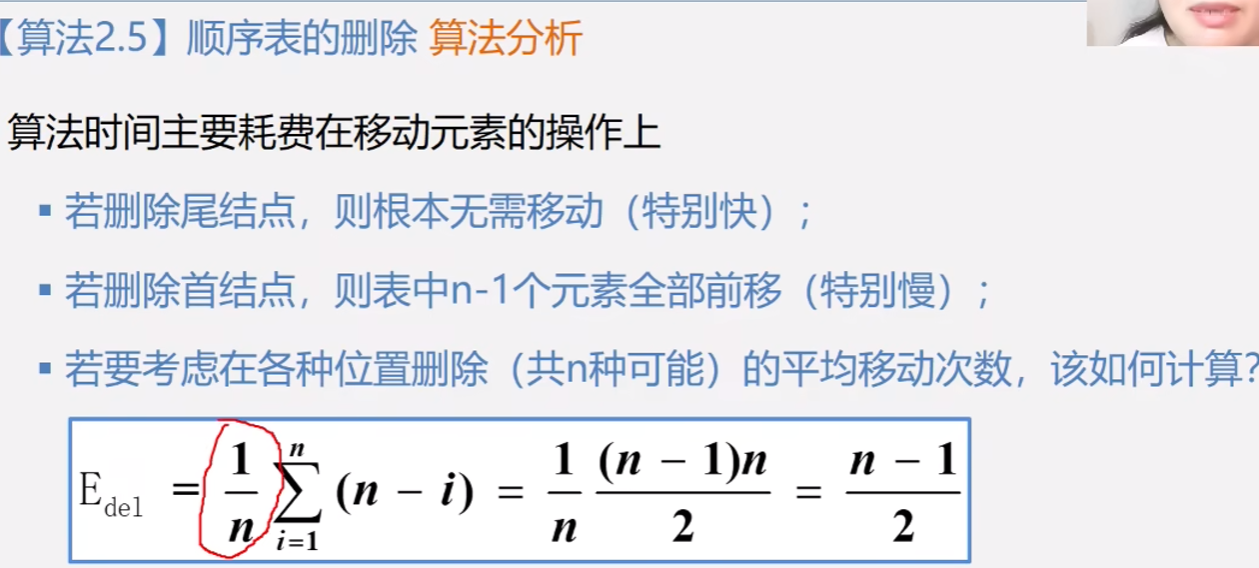 【算法2.5】顺序表的删除 算法分析
算法时间主要耗费在移动元素的操作上
▪ 若删除尾结点，则根本无需移动（特别快）；
▪ 若删除首结点，则表中n-1个元素全部前移（特别慢）；
▪ 若要考虑在各种位置删除（共n种可能）的平均移动次数，该如何计算?
E_del = \frac{1}{n} \sum_{i=1}^{n} (n - i) = \frac{1}{n} \frac{(n - 1)n}{2} = \frac{n - 1}{2}